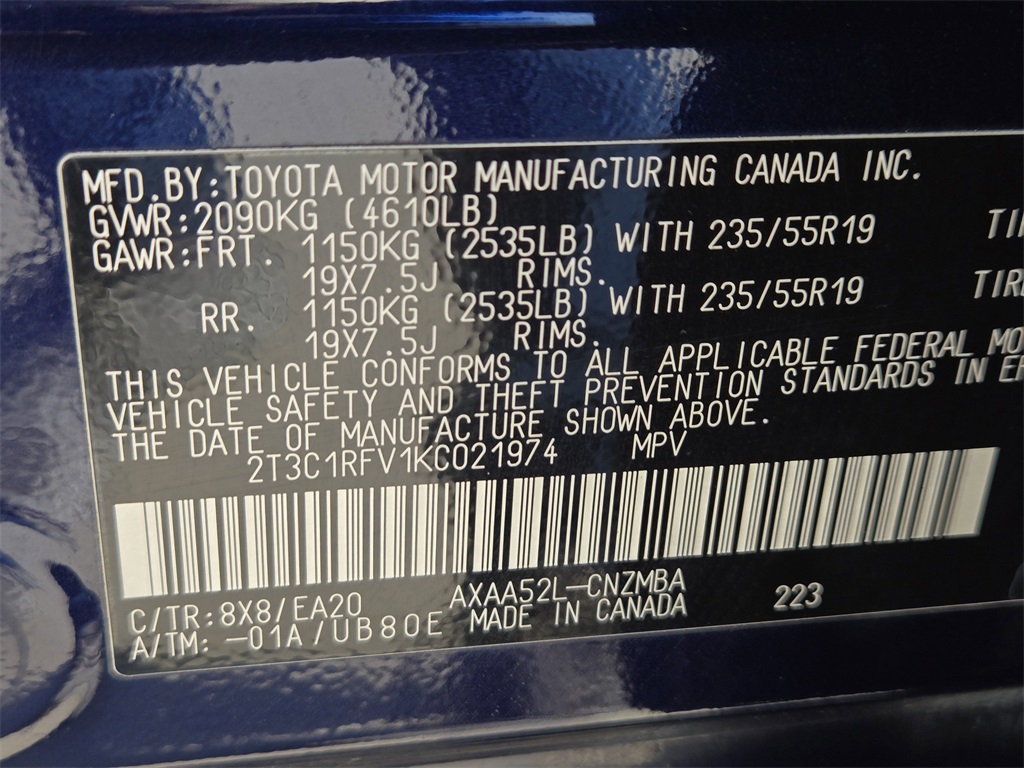 MFD.BY:TOYOTA MOTOR MANUFACTURING CANADA INC.
GVWR:2090KG (4610LB)
GAWR:FRT. 1150KG (2535LB) WITH 235/55R19
19X7.5J RIMS.
RR. 1150KG (2535LB) WITH 235/55R19
19X7.5J RIMS.
THIS VEHICLE CONFORMS TO ALL APPLICABLE FEDERAL
VEHICLE SAFETY AND THEFT PREVENTION STANDARDS IN
THE DATE OF MANUFACTURE SHOWN ABOVE.
2T3C1RFV1KC021974 MPV
C/TR:8X8/EA20 AXAA52L-CNZMBA 223
A/TM: -01A/UB80E MADE IN CANADA